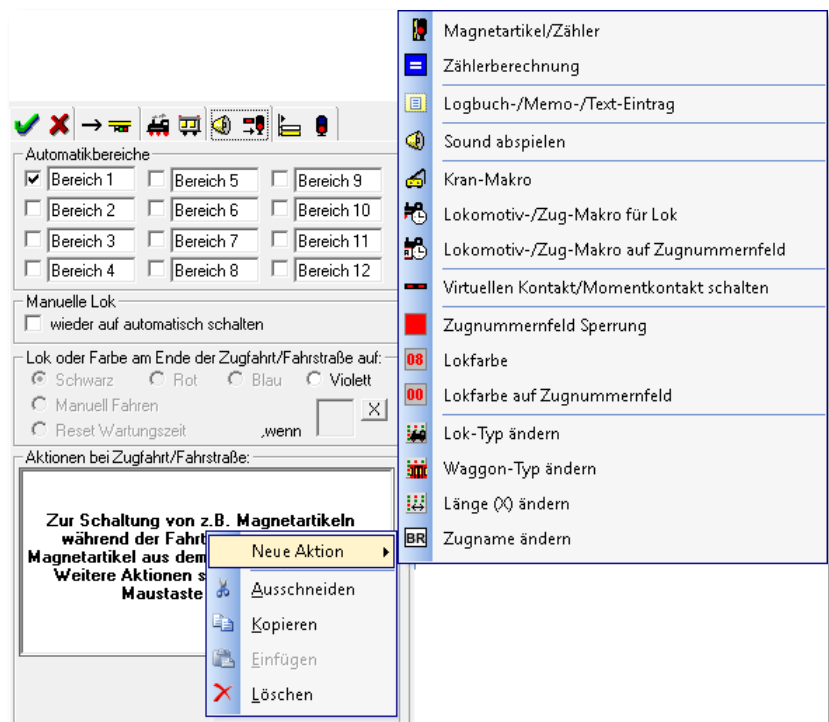 Magnetartikel/Zähler
Zählerberechnung
Logbuch-/Memo-/Text-Eintrag
Sound abspielen
Kran-Makro
Lokomotiv-/Zug-Makro für Lok
Lokomotiv-/Zug-Makro auf Zugnummernfeld
Virtuellen Kontakt/Momentkontakt schalten
Zugnummernfeld Sperrung
08 Lokfarbe
00 Lokfarbe auf Zugnummernfeld
Lok-Typ ändern
Waggon-Typ ändern
Länge (X) ändern
BR Zugname ändern
Automatikbereiche
Bereich 1 Bereich 5 Bereich 9
Bereich 2 Bereich 6 Bereich 10
Bereich 3 Bereich 7 Bereich 11
Bereich 4 Bereich 8 Bereich 12
Manuelle Lok
wieder auf automatisch schalten
Lok oder Farbe am Ende der Zugfahrt/Fahrstraße auf:
Schwarz Rot Blau Violett
Manuell Fahren
Reset Wartungszeit ,wenn X
Aktionen bei Zugfahrt/Fahrstraße:
Zur Schaltung von z.B. Magnetartikeln
während der Fahrt
Magnetartikel aus dem
Weitere Aktionen s
Maustaste
Neue Aktion
Ausschneiden
Kopieren
Einfügen
Löschen